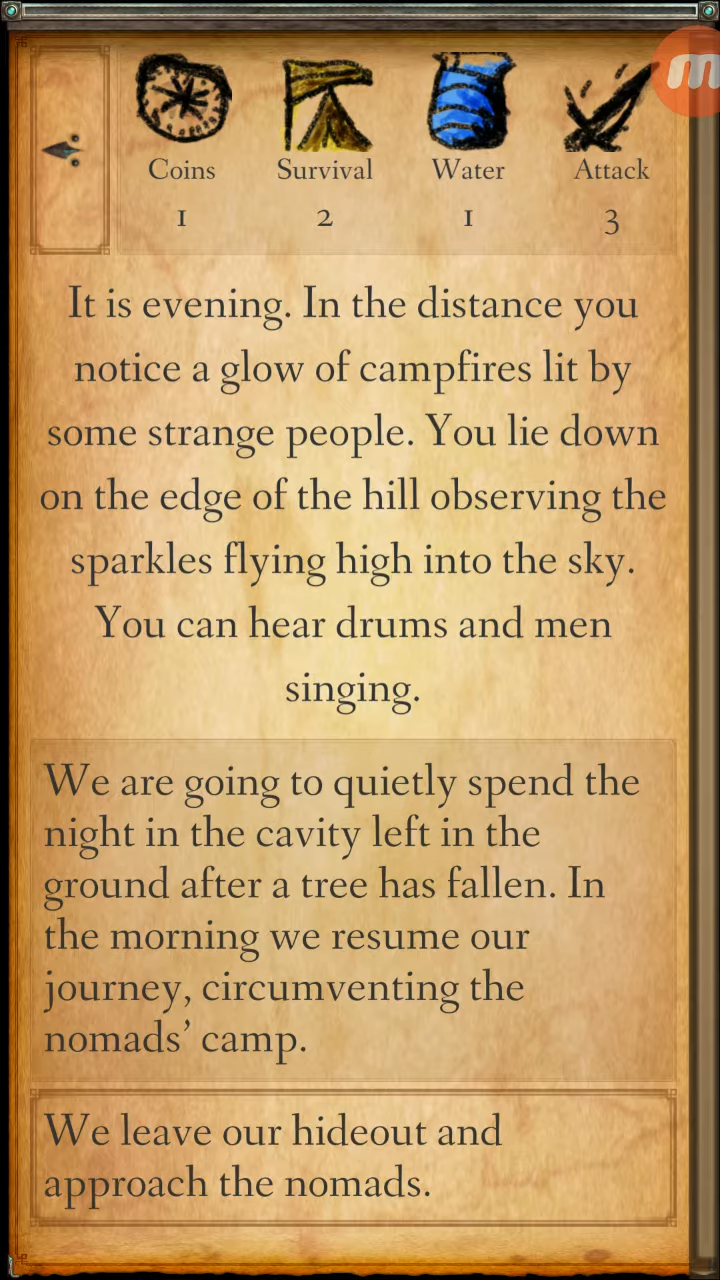 Coins Survival Water Attack
1 2 1 3
It is evening. In the distance you
notice a glow of campfires lit by
some strange people. You lie down
on the edge of the hill observing the
sparkles flying high into the sky.
You can hear drums and men
singing.
We are going to quietly spend the
night in the cavity left in the
ground after a tree has fallen. In
the morning we resume our
journey, circumventing the
nomads’ camp.
We leave our hideout and
approach the nomads.